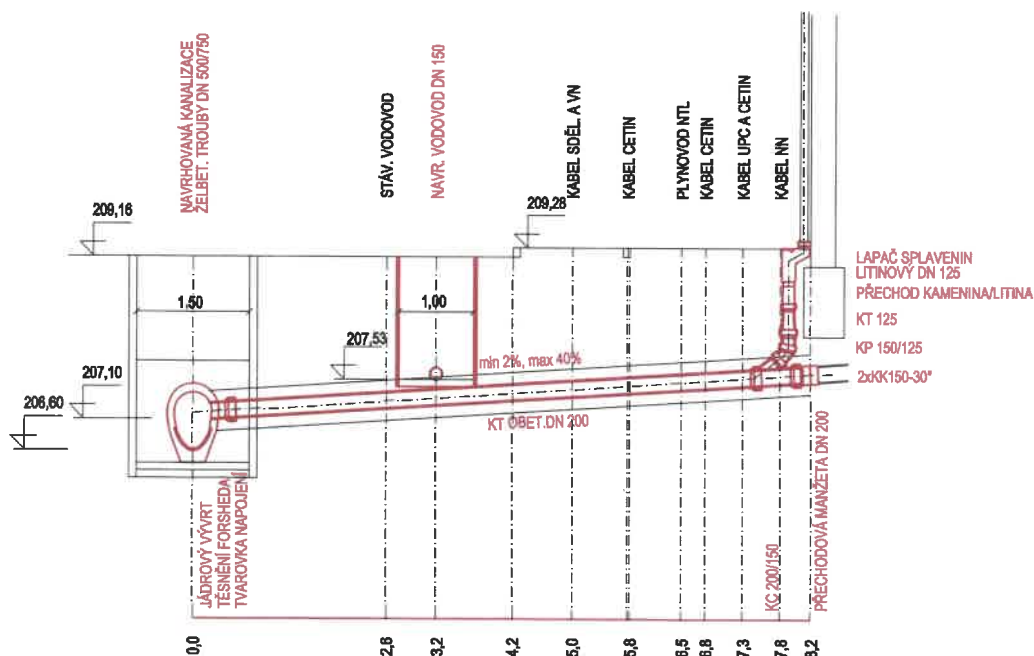 NAVRHOVANÁ KANALIZACE
ŽELBET. TROUBY DN 500/750
STÁV. VODOVOD
NAVR. VODOVOD DN 150
KABEL SDĚL. A VN
KABEL CETIN
PLYNOVOD NTL
KABEL CETIN
KABEL UPC A CETIN
KABEL NN
209,16
209,28
LAPAČ SPLAVENIN
LITINOVÝ DN 125
PŘECHOD KAMENINA/LITINA
KT 125
KP 150/125
2xKK150-30°
1,50
1,00
207,53
min 2%, max 40%
207,10
206,60
KT OBET.DN 200
JÁDROVÝ VÝVRT
TĚSNĚNÍ FORSHEDA
TVAROVKA NAPOJENÍ
KC 200/150
PŘECHODOVÁ MANŽETA DN 200
0,0
2,6
3,2
4,2
5,0
5,8
6,5
6,8
7,3
7,8
8,2